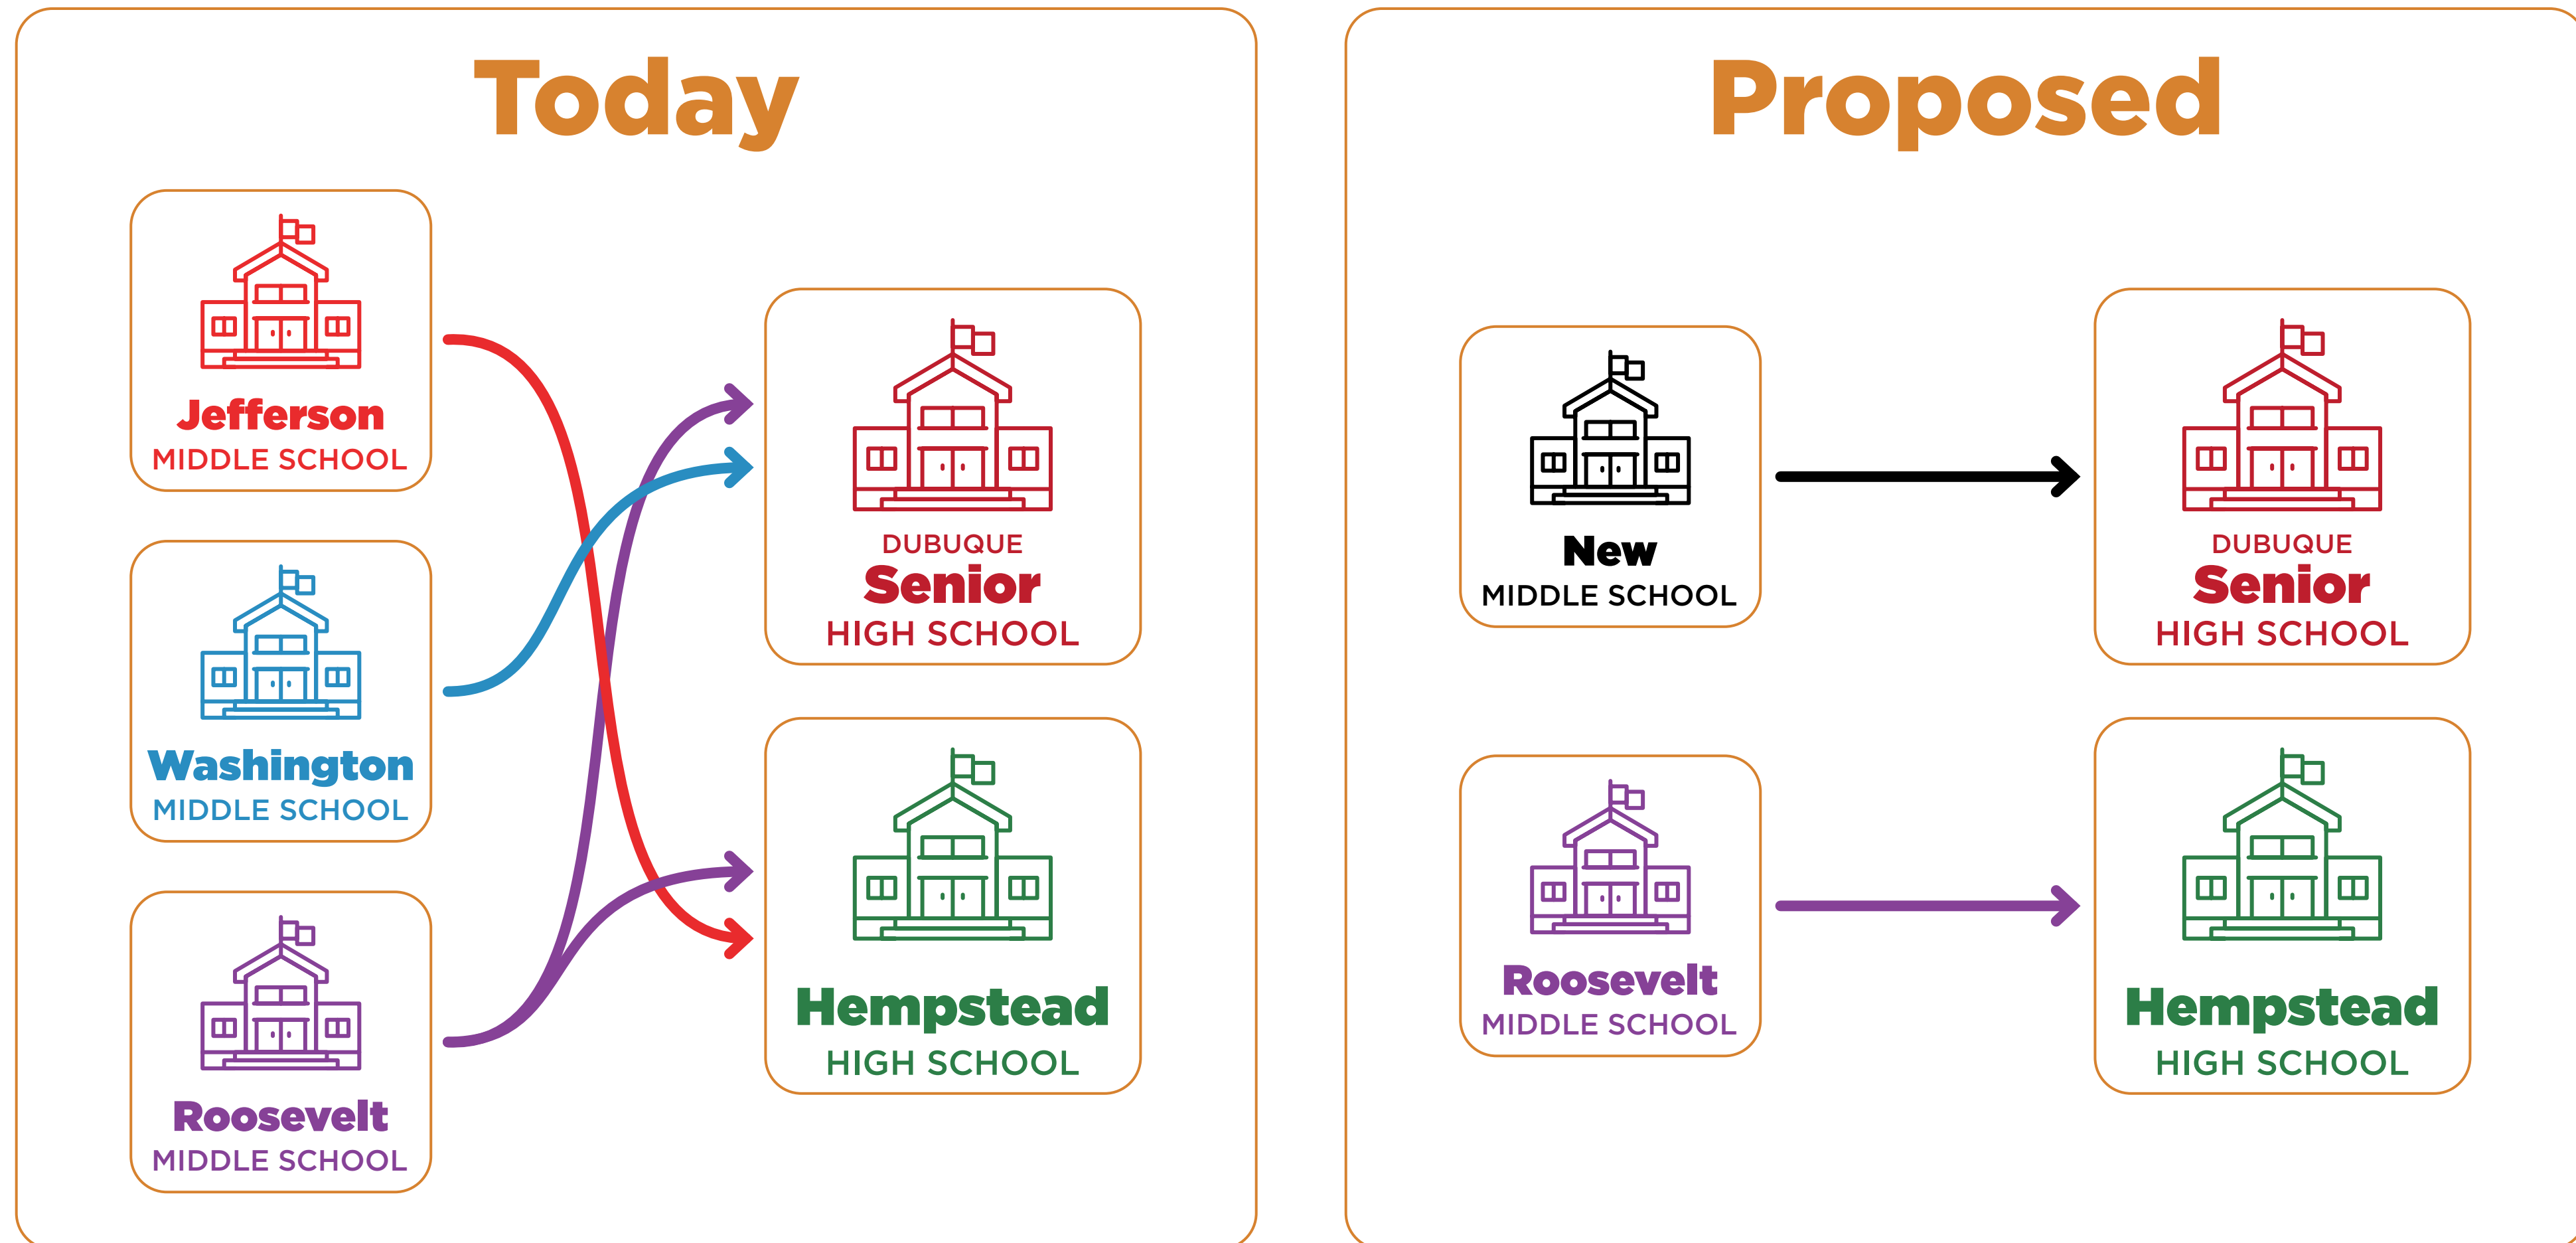 Today
Jefferson
MIDDLE SCHOOL
Washington
MIDDLE SCHOOL
Roosevelt
MIDDLE SCHOOL
DUBUQUE
Senior
HIGH SCHOOL
Hempstead
HIGH SCHOOL
Proposed
New
MIDDLE SCHOOL
Roosevelt
MIDDLE SCHOOL
DUBUQUE
Senior
HIGH SCHOOL
Hempstead
HIGH SCHOOL